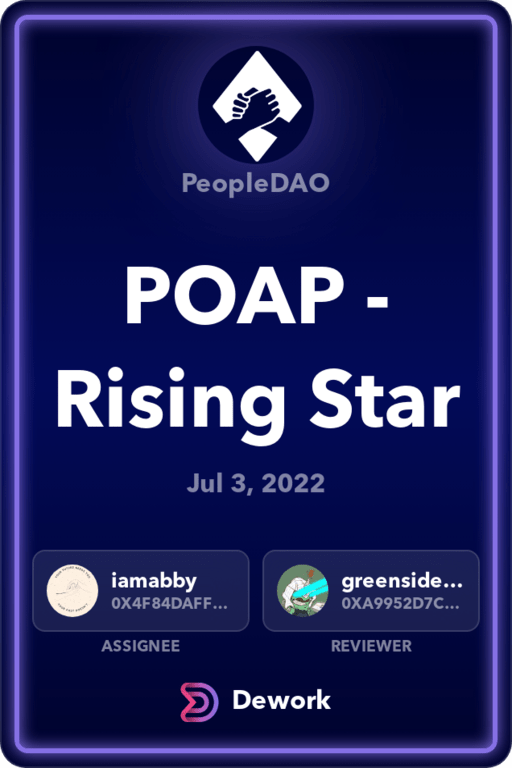 PeopleDAO
POAP -
Rising Star
Jul 3, 2022
iamabby
0X4F84DAFF...
ASSIGNEE
greenside...
0XA9952D7C...
REVIEWER
Dework